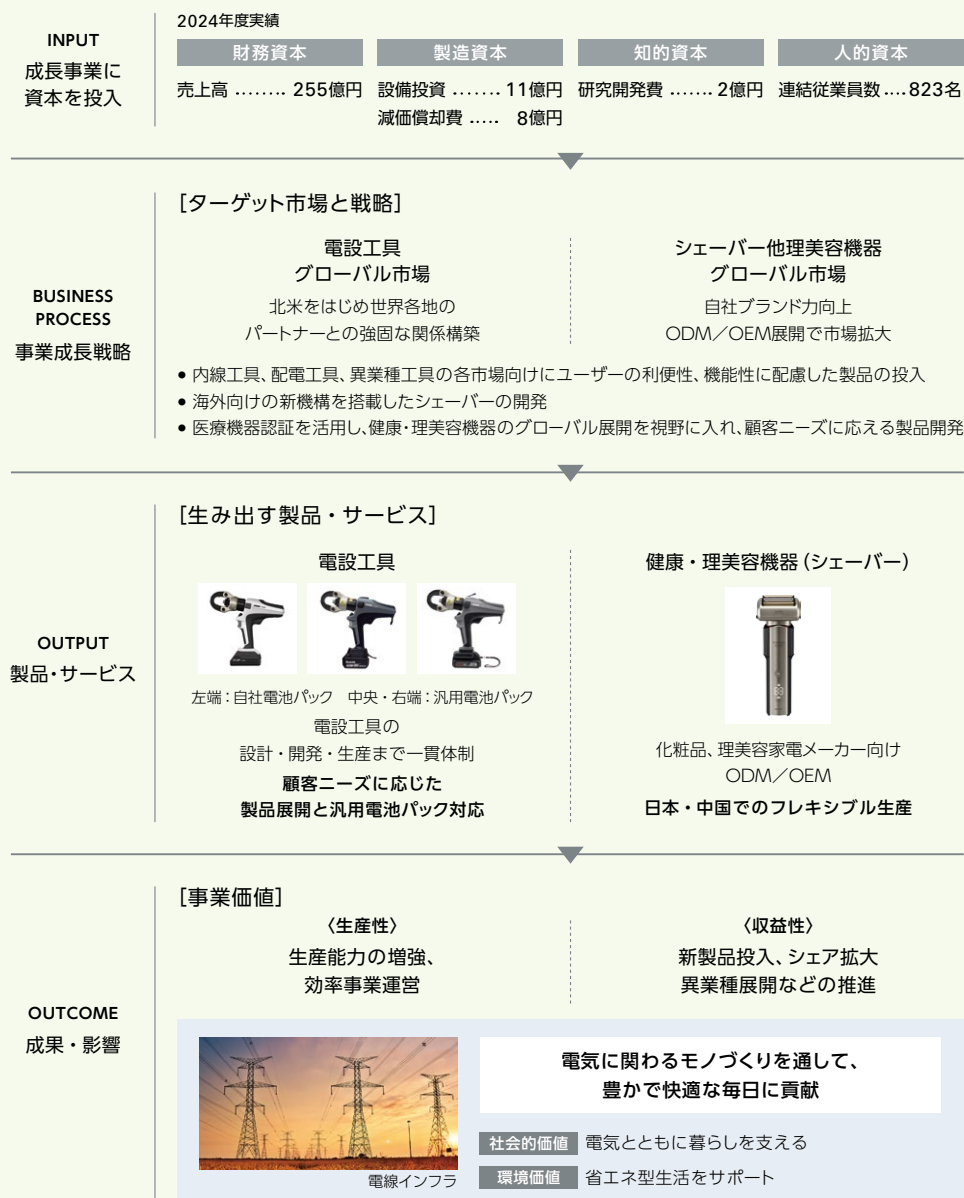 INPUT
成長事業に
資本を投入
2024年度実績
財務資本
売上高 ........ 255億円
製造資本
設備投資 ....... 11億円
減価償却費 ..... 8億円
知的資本
研究開発費 ...... 2億円
人的資本
連結従業員数 .... 823名
BUSINESS
PROCESS
事業成長戦略
[ターゲット市場と戦略]
電設工具
グローバル市場
北米をはじめ世界各地の
パートナーとの強固な関係構築
シェーバー他理美容機器
グローバル市場
自社ブランド力向上
ODM／OEM展開で市場拡大
● 内線工具、配電工具、異業種工具の各市場向けにユーザーの利便性、機能性に配慮した製品の投入
● 海外向けの新機構を搭載したシェーバーの開発
● 医療機器認証を活用し、健康・理美容機器のグローバル展開を視野に入れ、顧客ニーズに応える製品開発
OUTPUT
製品・サービス
[生み出す製品・サービス]
電設工具
左端：自社電池パック　中央・右端：汎用電池パック
電設工具の
設計・開発・生産まで一貫体制
顧客ニーズに応じた
製品展開と汎用電池パック対応
健康・理美容機器（シェーバー）
化粧品、理美容家電メーカー向け
ODM／OEM
日本・中国でのフレキシブル生産
OUTCOME
成果・影響
[事業価値]
〈生産性〉
生産能力の増強、
効率事業運営
〈収益性〉
新製品投入、シェア拡大
異業種展開などの推進
電線インフラ
電気に関わるモノづくりを通して、
豊かで快適な毎日に貢献
社会的価値 電気とともに暮らしを支える
環境価値 省エネ型生活をサポート